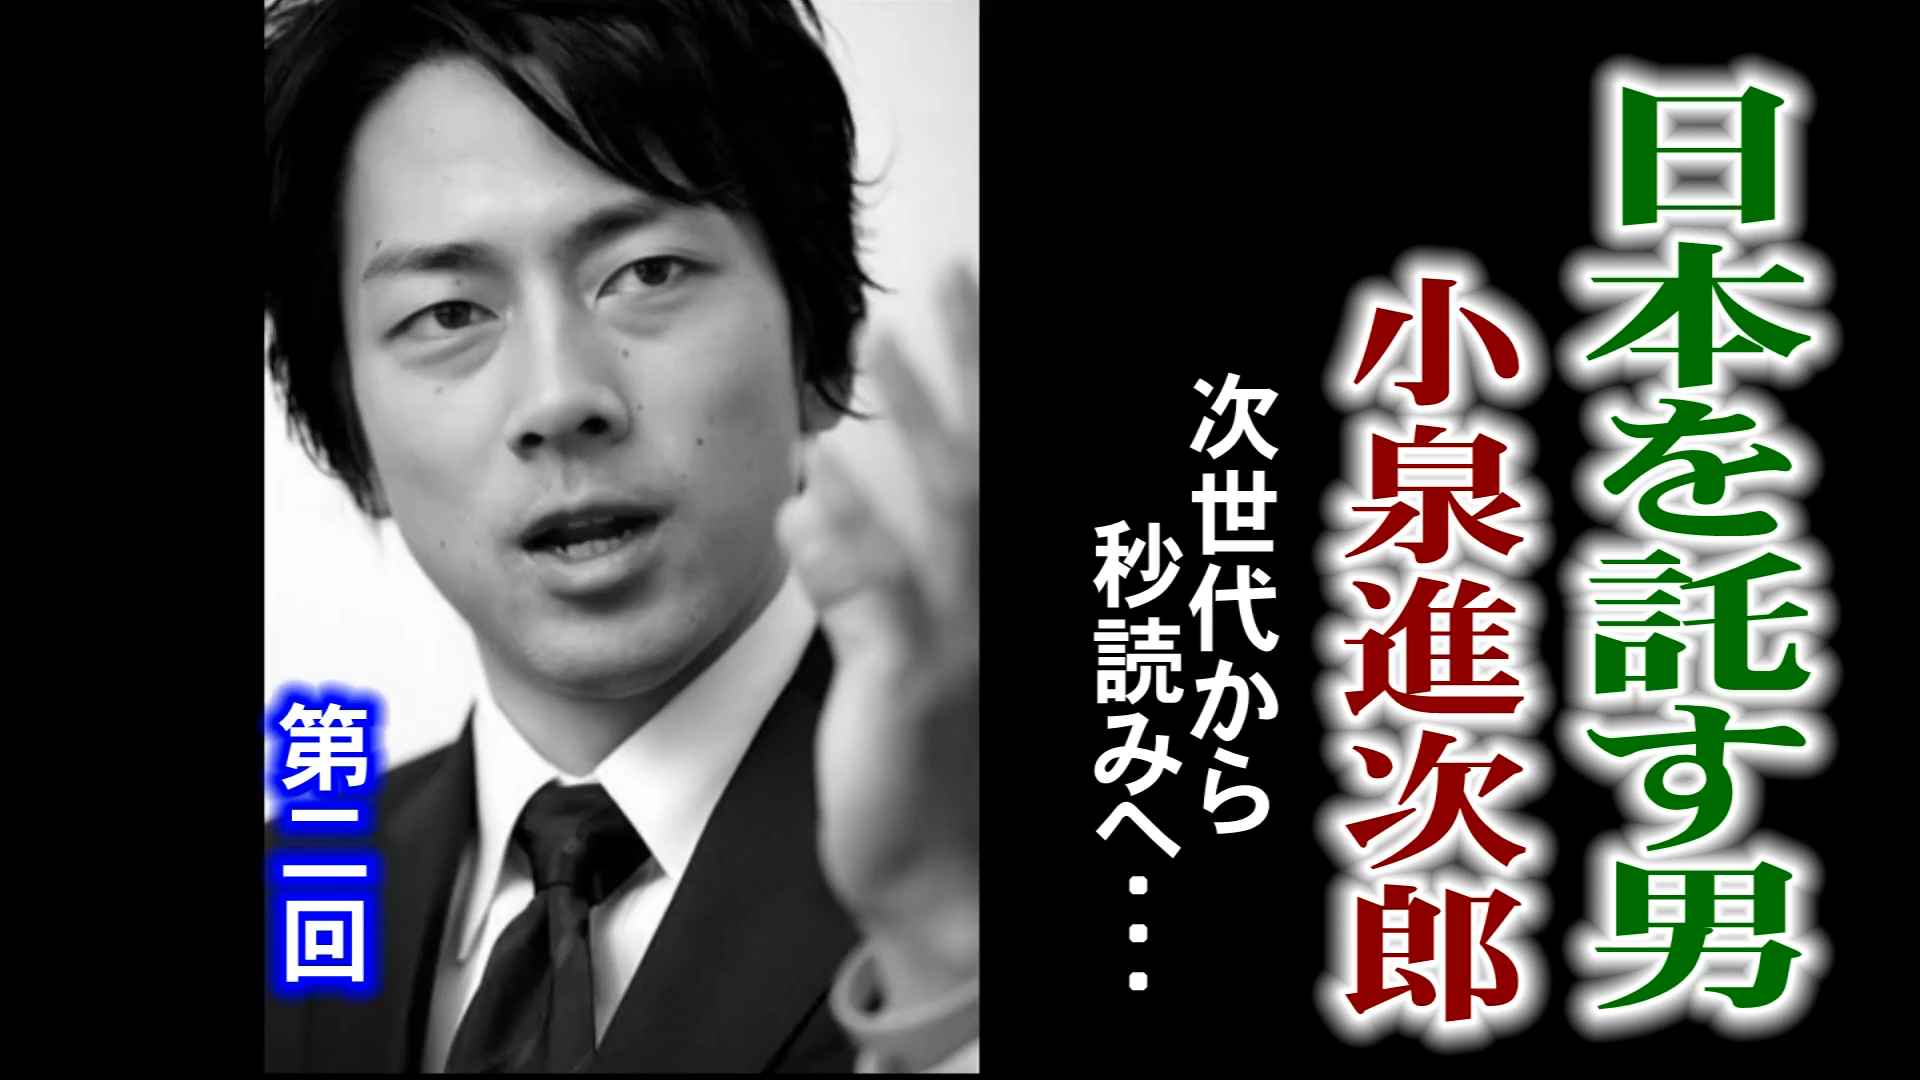 日本を託す男
小泉進次郎
次世代から
秒読みへ・・・
第二回